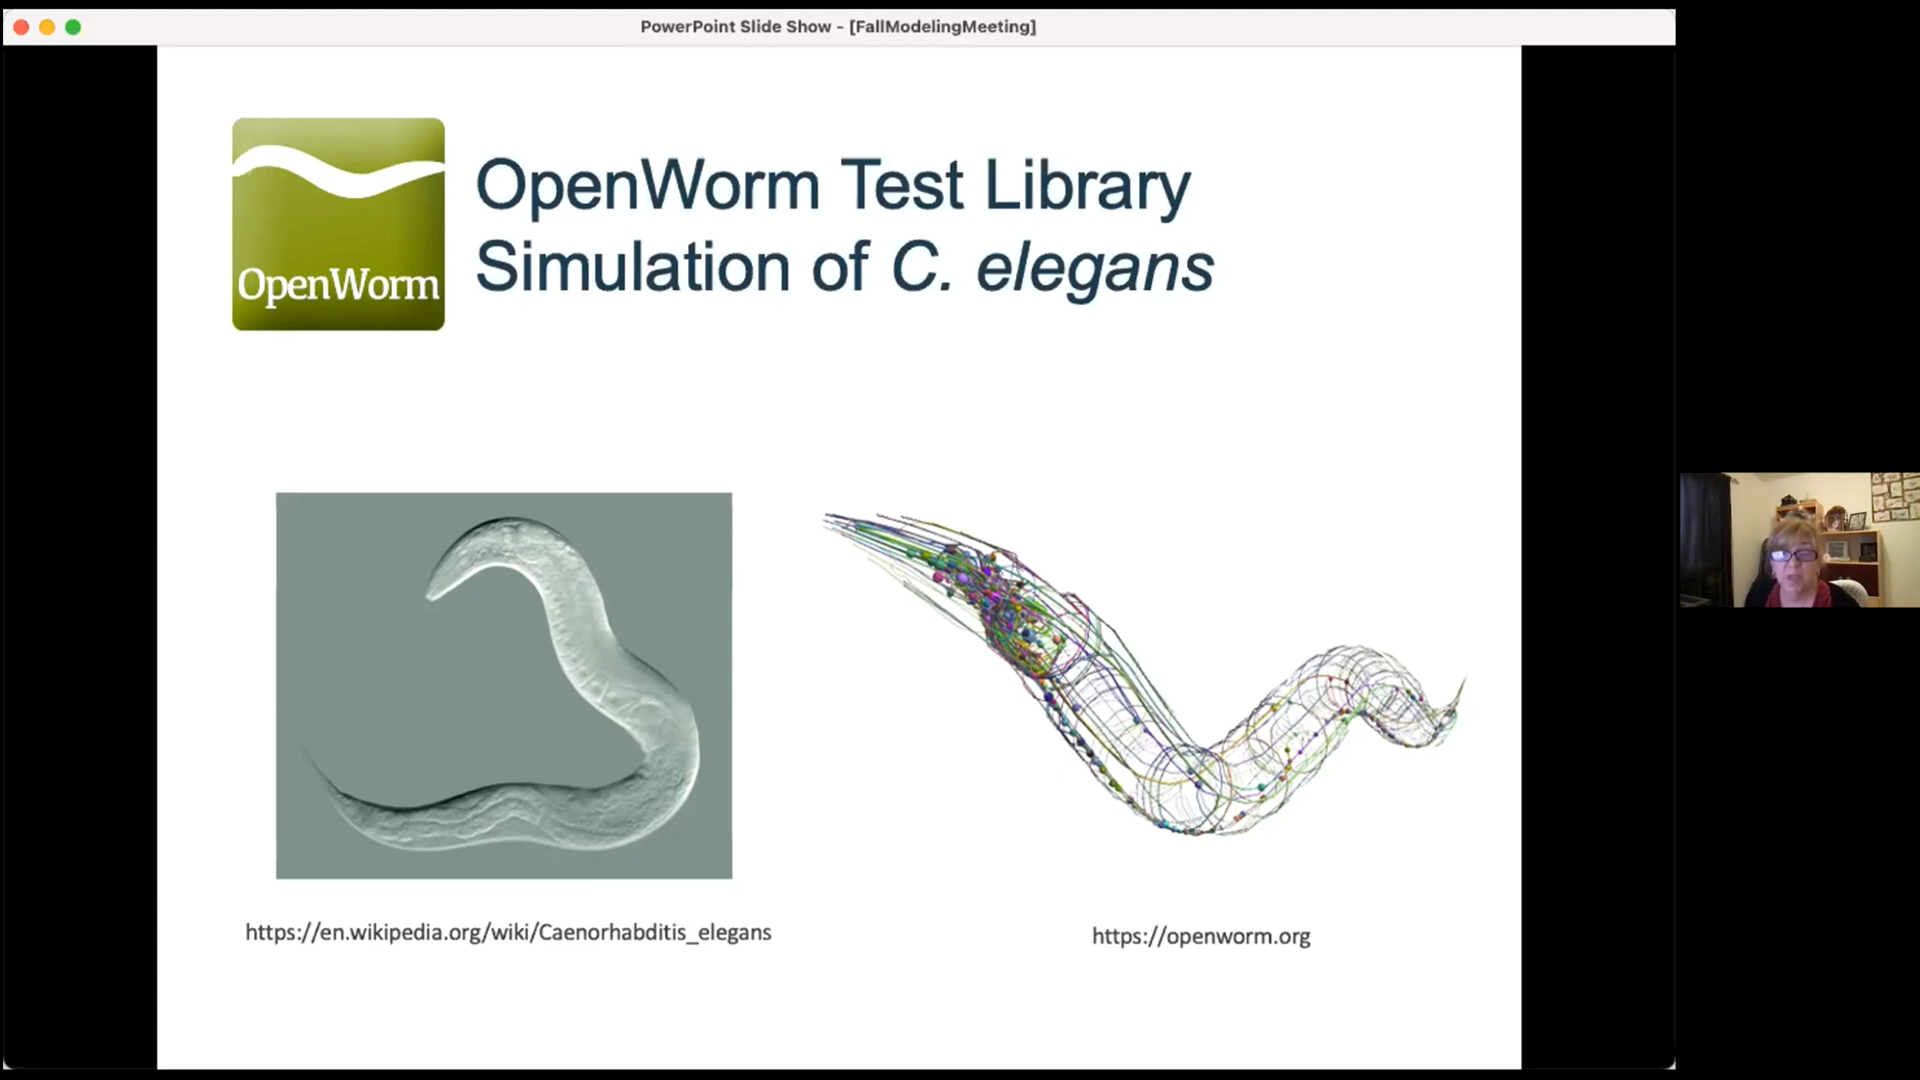 PowerPoint Slide Show - [FallModelingMeeting]
OpenWorm
OpenWorm Test Library
Simulation of C. elegans
https://en.wikipedia.org/wiki/Caenorhabditis_elegans
https://openworm.org